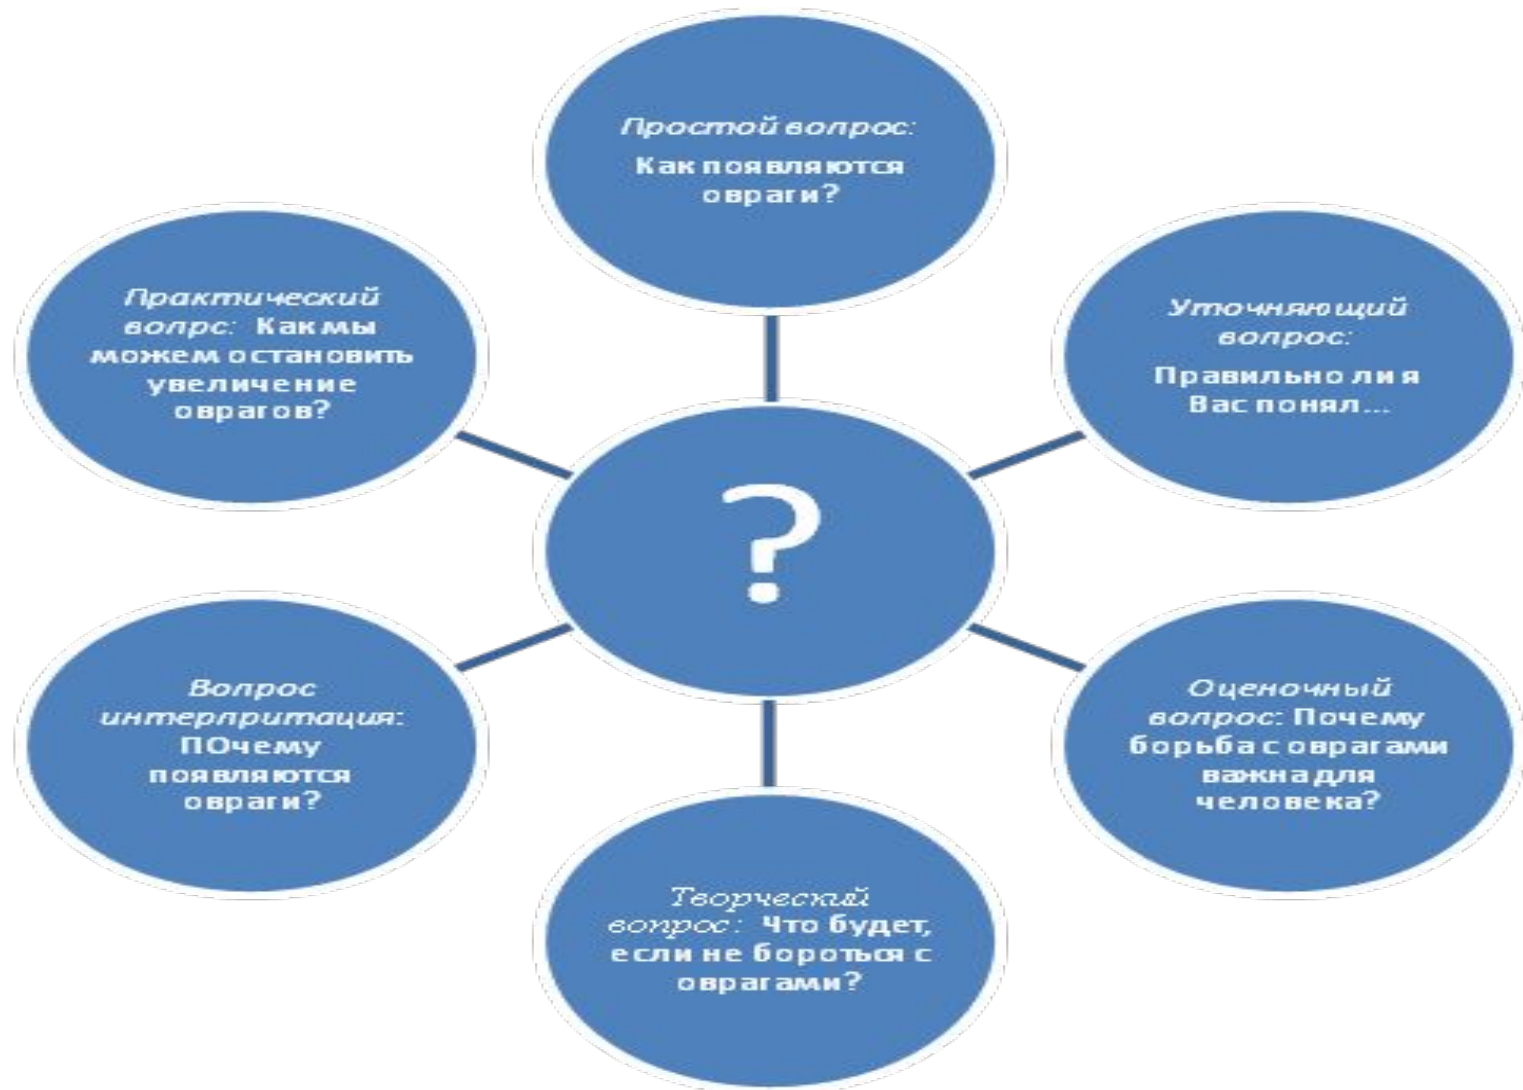 Простой вопрос:
Как появляются
овраги?
Уточняющий
вопрос:
Правильно ли я
Вас понял...
Оценочный
вопрос: Почему
борьба с оврагами
важна для
человека?
Творческий
вопрос: Что будет,
если не бороться с
оврагами?
Вопрос
интерпритация:
ПОчему
появляются
овраги?
Практический
волрс: Как мы
можем остановить
увеличение
оврагов?
?